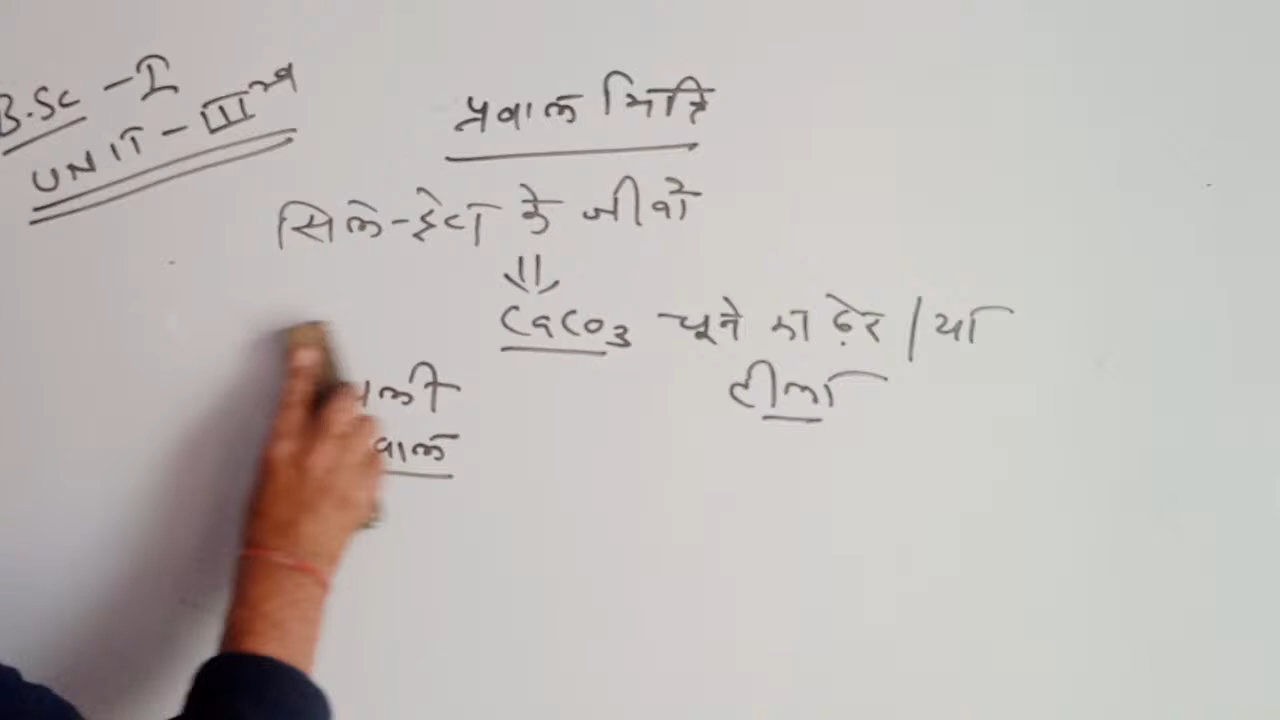 B.Sc - I
UNIT - III
प्रवाल भित्ति
सिले-न्ट्रेटा के जीवों
CaCO3 चूने का ढ़ेर / या
टीला
वाल